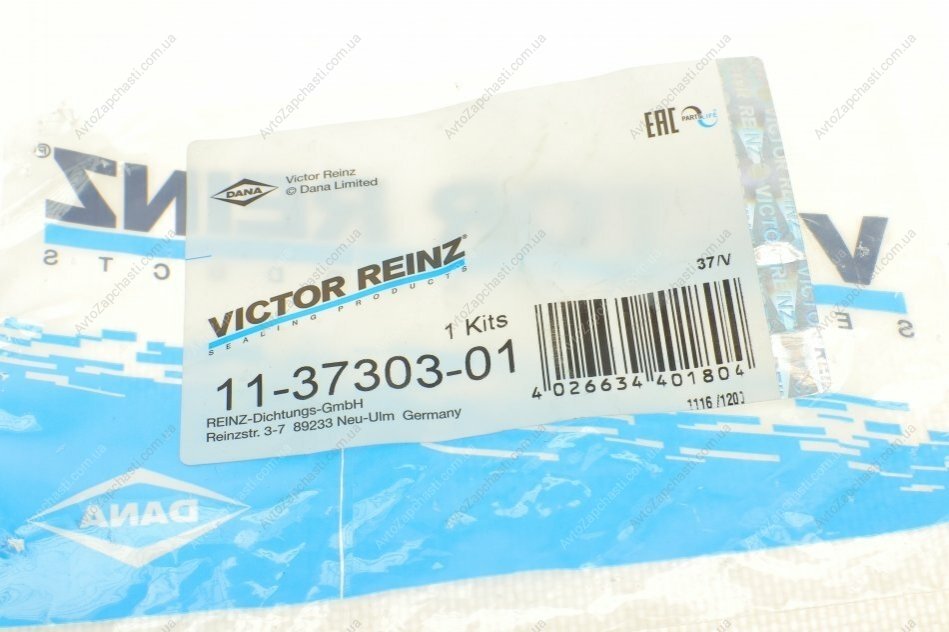 DANA
Victor Reinz
© Dana Limited
EAC PARTSLIFE
VICTOR REINZ®
SEALING PRODUCTS
37/V
1 Kits
11-37303-01
4 026634 401804
REINZ-Dichtungs-GmbH
Reinzstr. 3-7 89233 Neu-Ulm Germany
1116 /120
DANA
AvtoZapchasti.com.ua